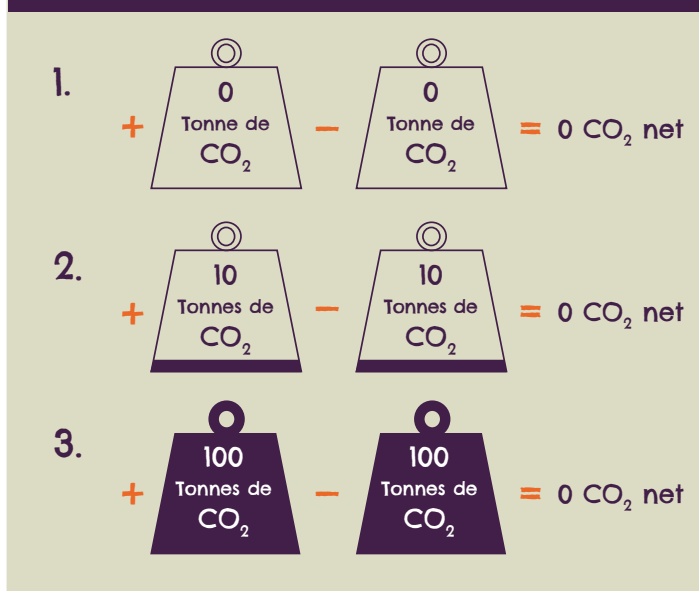 1.
+ 0 Tonne de CO₂ − 0 Tonne de CO₂ = 0 CO₂ net
2.
+ 10 Tonnes de CO₂ − 10 Tonnes de CO₂ = 0 CO₂ net
3.
+ 100 Tonnes de CO₂ − 100 Tonnes de CO₂ = 0 CO₂ net